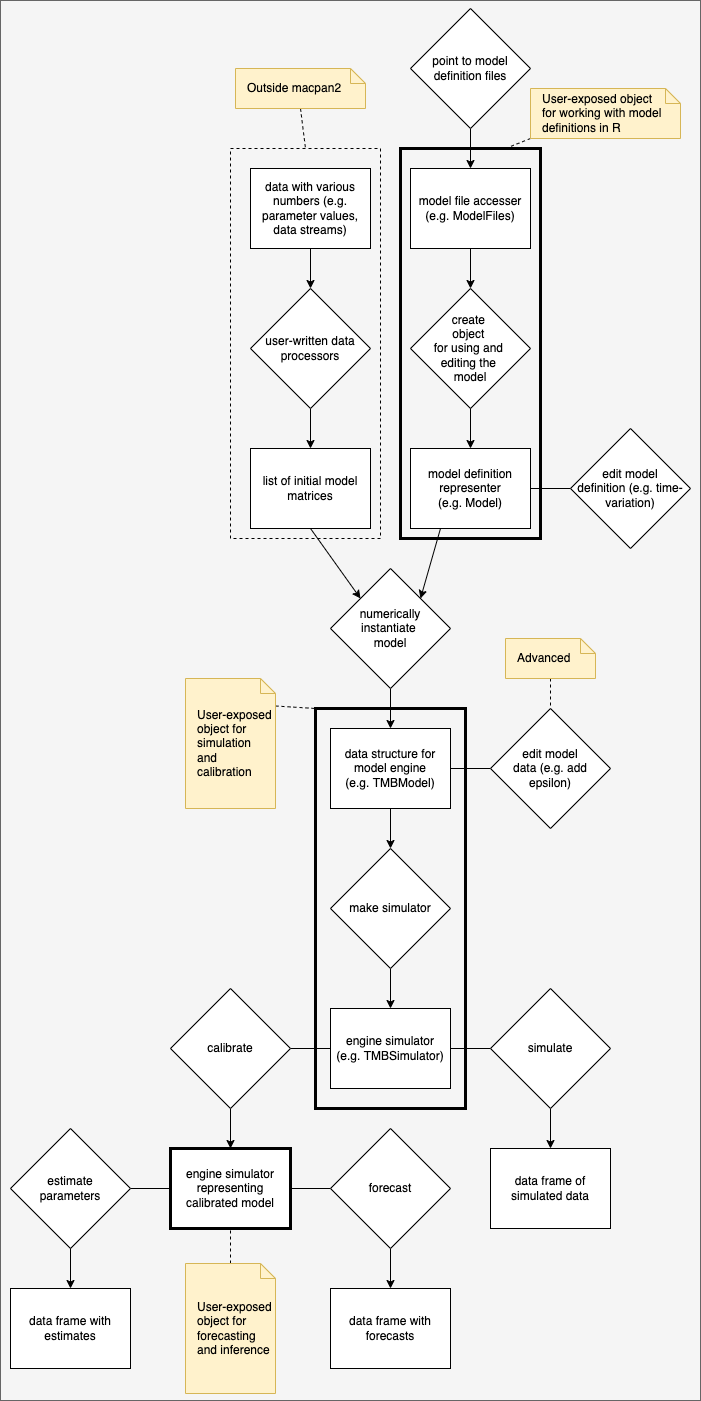 point to model
definition files
Outside macpan2
User-exposed object
for working with model
definitions in R
data with various
numbers (e.g.
parameter values,
data streams)
model file accesser
(e.g. ModelFiles)
user-written data
processors
create
object
for using and
editing the
model
list of initial model
matrices
model definition
representer
(e.g. Model)
edit model
definition (e.g. time-
variation)
numerically
instantiate
model
Advanced
User-exposed
object for
simulation
and
calibration
data structure for
model engine
(e.g. TMBModel)
edit model
data (e.g. add
epsilon)
make simulator
calibrate
engine simulator
(e.g. TMBSimulator)
simulate
estimate
parameters
engine simulator
representing
calibrated model
forecast
data frame of
simulated data
data frame with
estimates
User-exposed
object for
forecasting
and inference
data frame with
forecasts